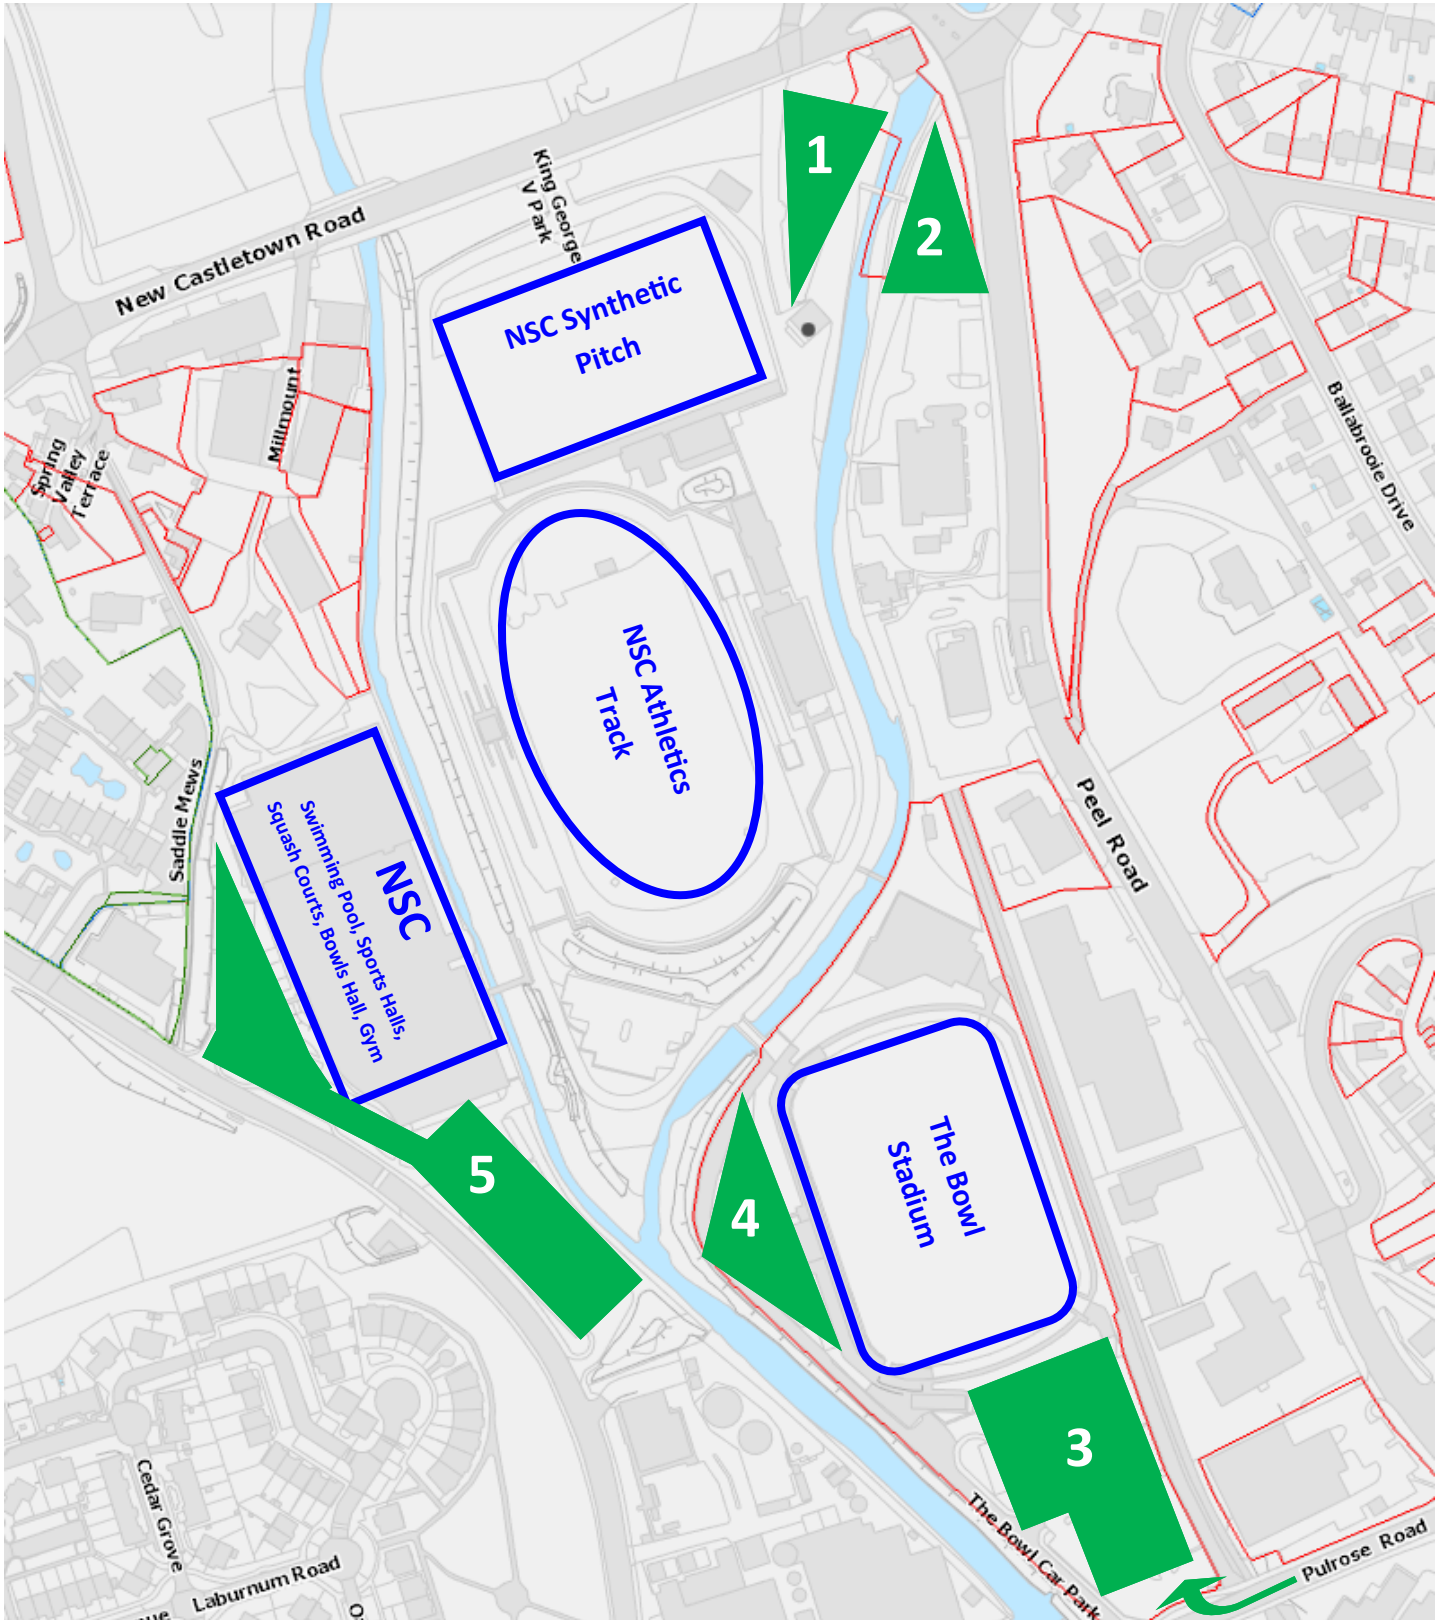 1
2
King George
V Park
New Castletown Road
NSC Synthetic
Pitch
Millmount
Spring
Valley
Terrace
Ballabrooie Drive
NSC Athletics
Track
Saddle Mews
Peel Road
NSC
Swimming Pool, Sports Halls,
Squash Courts, Bowls Hall, Gym
5
4
The Bowl
Stadium
3
Cedar Grove
Laburnum Road
The Bowl Car Park
Pulrose Road